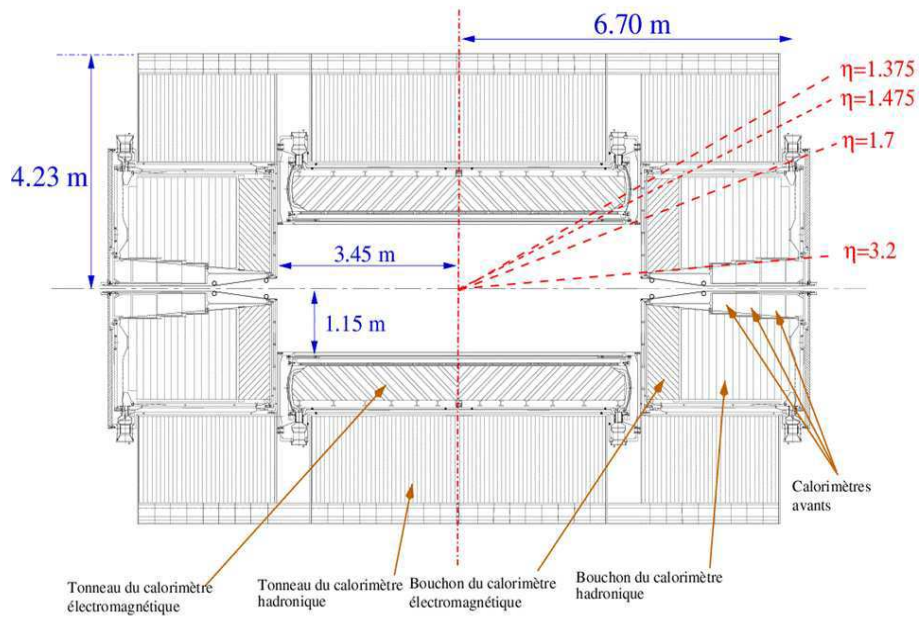 6.70 m
η=1.375
η=1.475
η=1.7
4.23 m
η=3.2
3.45 m
1.15 m
Calorimètres
avants
Tonneau du calorimètre
électromagnétique
Tonneau du calorimètre
hadronique
Bouchon du calorimètre
électromagnétique
Bouchon du calorimètre
hadronique